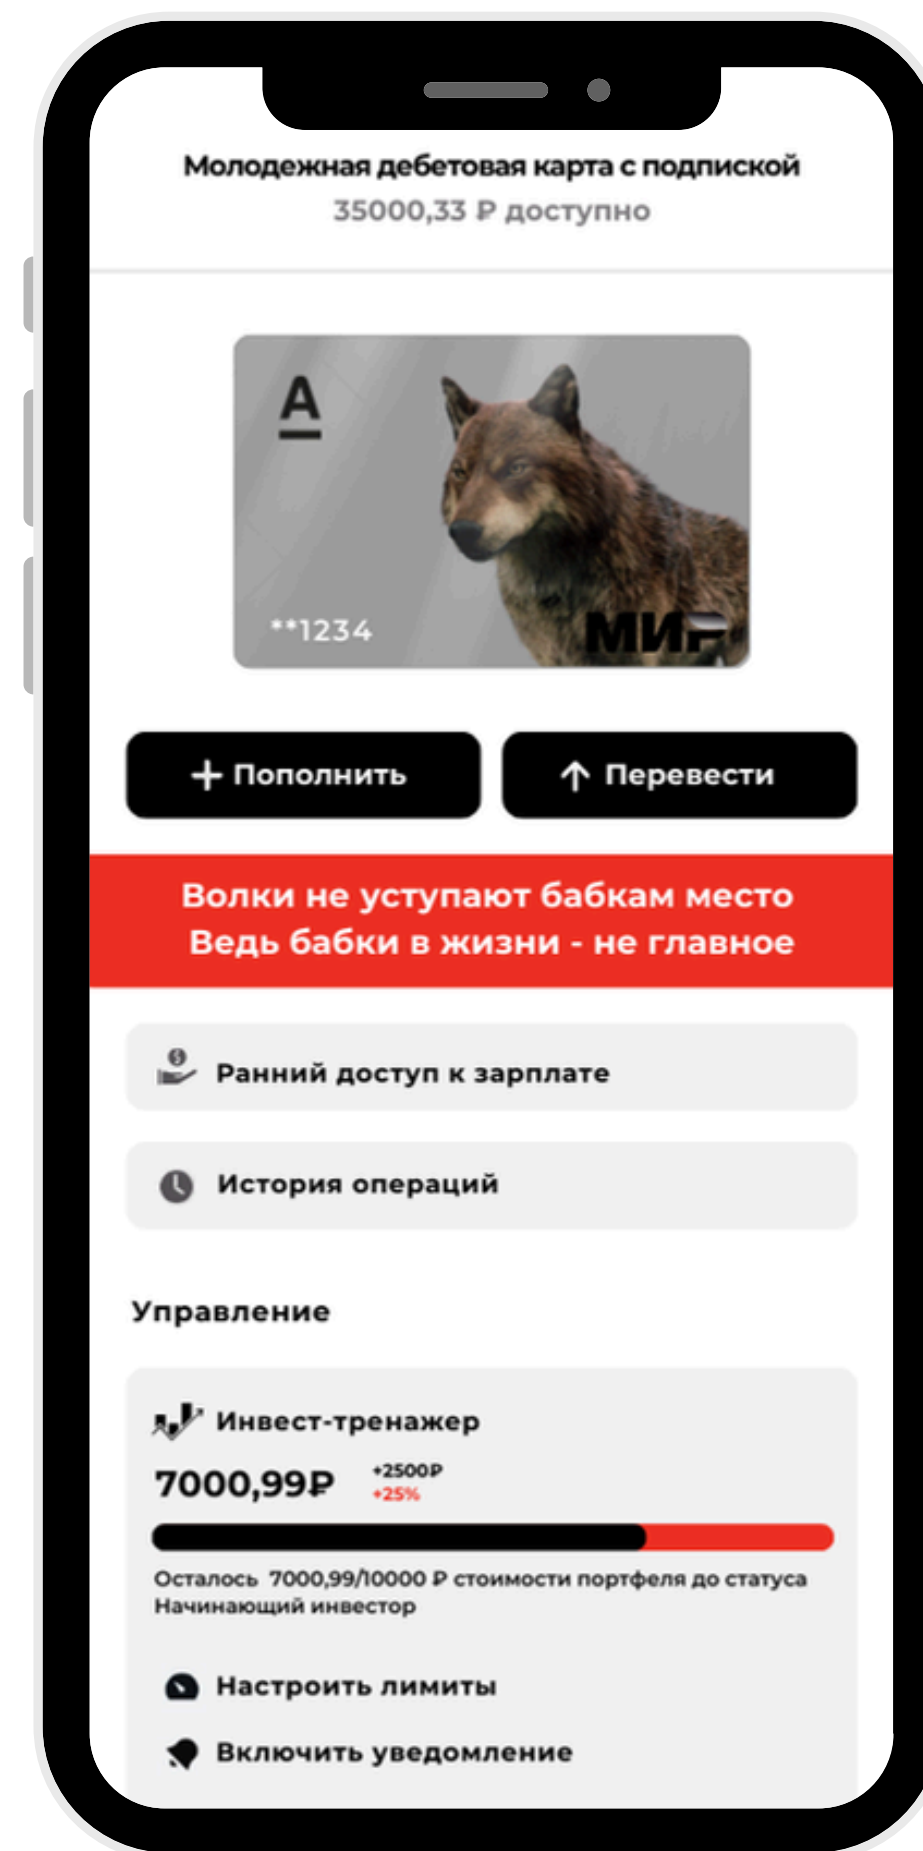 Молодежная дебетовая карта с подпиской
35000,33 ₽ доступно
А
**1234
МИР
+ Пополнить
↑ Перевести
Волки не уступают бабкам место
Ведь бабки в жизни - не главное
Ранний доступ к зарплате
История операций
Управление
Инвест-тренажер
7000,99₽
+2500₽
+25%
Осталось 7000,99/10000 ₽ стоимости портфеля до статуса
Начинающий инвестор
Настроить лимиты
Включить уведомление